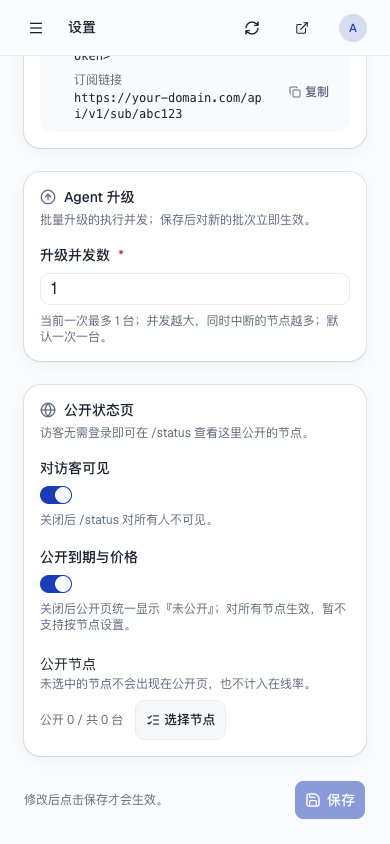 设置
A
oken>
订阅链接
https://your-domain.com/ap
i/v1/sub/abc123
复制
Agent 升级
批量升级的执行并发；保存后对新的批次立即生效。
升级并发数 *
1
当前一次最多 1 台；并发越大，同时中断的节点越多；默
认一次一台。
公开状态页
访客无需登录即可在 /status 查看这里公开的节点。
对访客可见
关闭后 /status 对所有人不可见。
公开到期与价格
关闭后公开页统一显示『未公开』；对所有节点生效，暂不
支持按节点设置。
公开节点
未选中的节点不会出现在公开页，也不计入在线率。
公开 0 / 共 0 台
选择节点
修改后点击保存才会生效。
保存